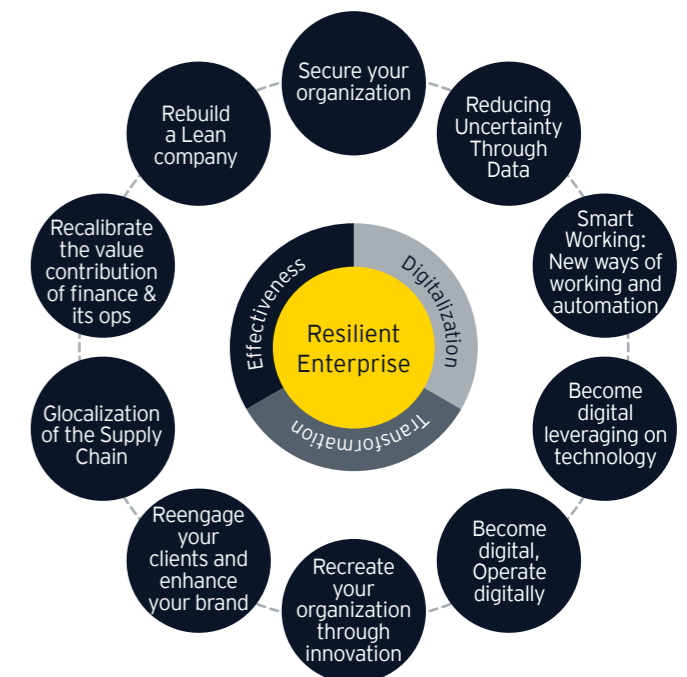 Secure your
organization
Reducing
Uncertainty
Through
Data
Smart
Working:
New ways of
working and
automation
Become
digital
leveraging on
technology
Become
digital,
Operate
digitally
Recreate
your
organization
through
innovation
Reengage
your
clients and
enhance
your brand
Glocalization
of the Supply
Chain
Recalibrate
the value
contribution
of finance &
its ops
Rebuild
a Lean
company
Effectiveness
Digitalization
Transformation
Resilient
Enterprise